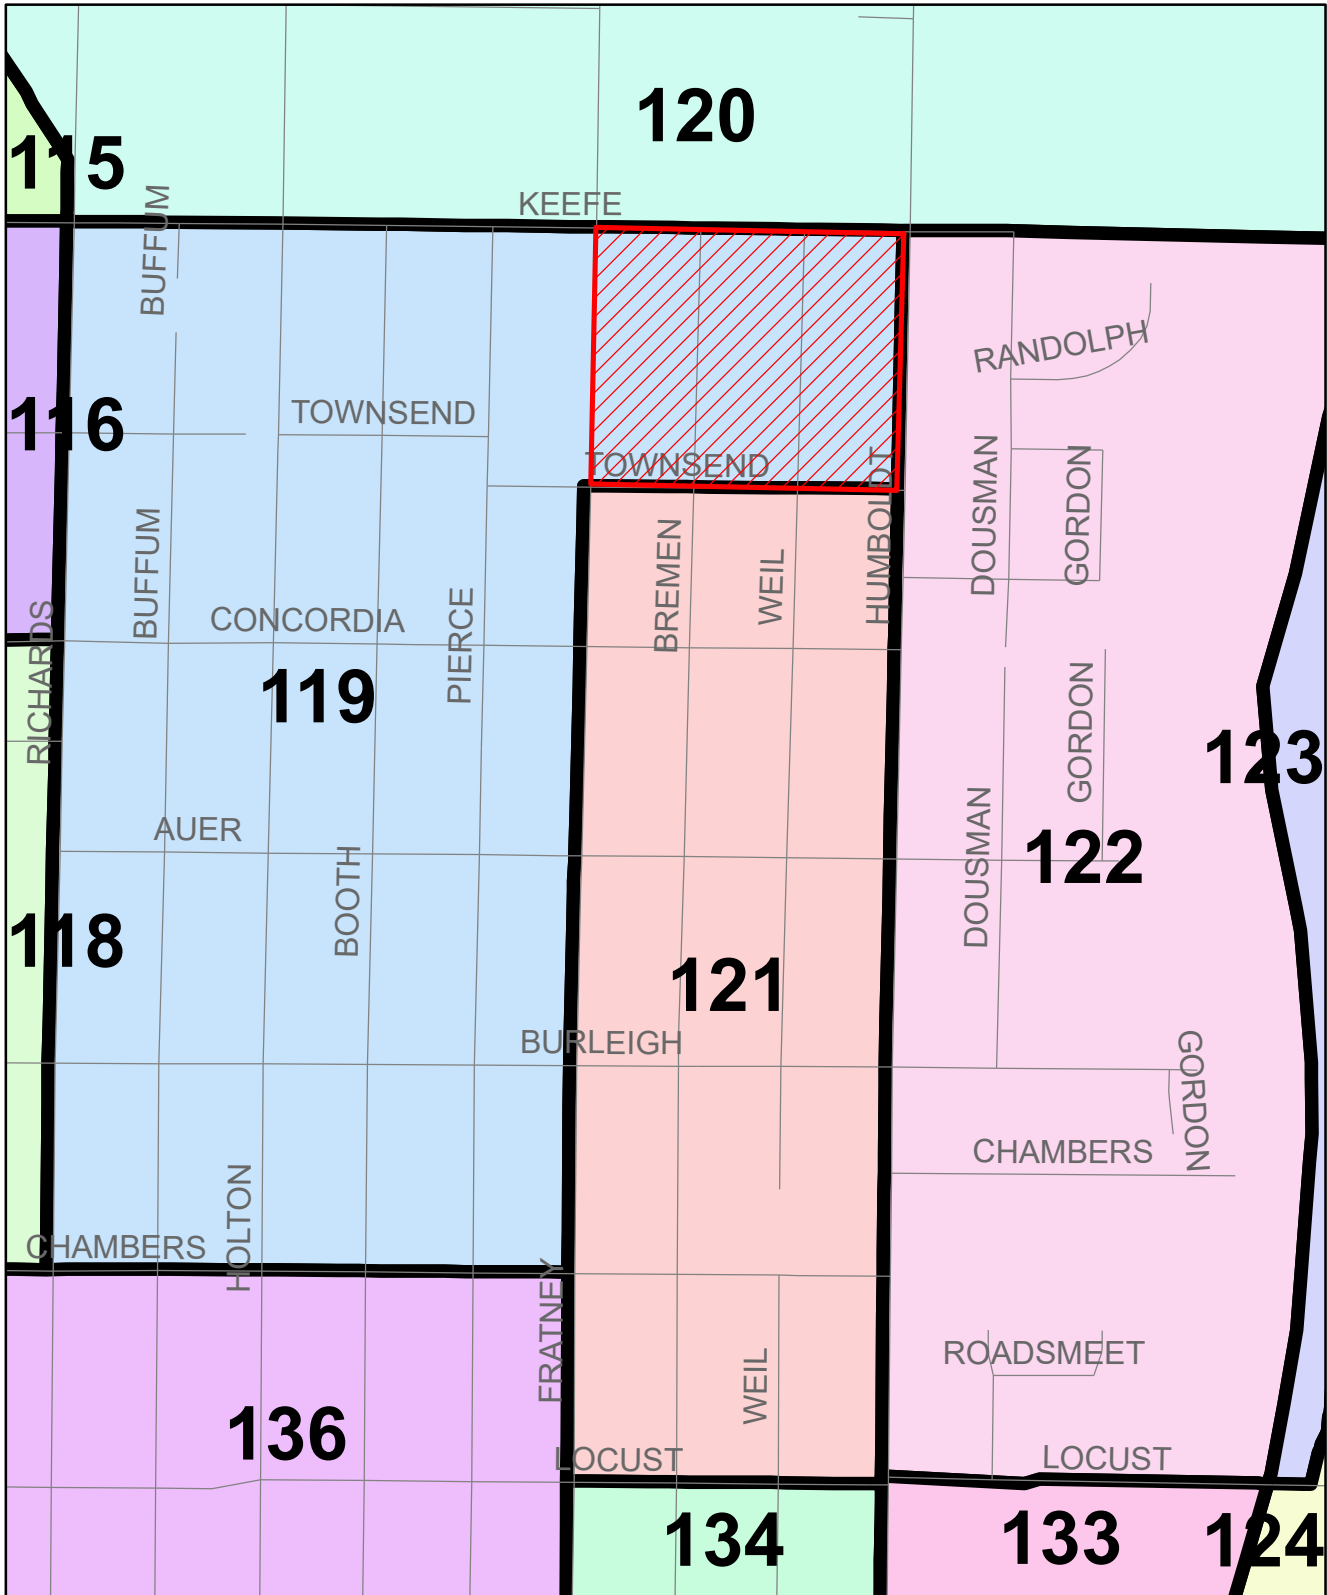 120
115
BUFFUM
KEEFE
RANDOLPH
TOWNSEND
116
TOWNSEND
HUMBOLDT
DOUSMAN
GORDON
BUFFUM
BREMEN
WEIL
CONCORDIA
PIERCE
RICHARDS
119
GORDON
123
AUER
DOUSMAN
122
BOOTH
118
121
BURLEIGH
GORDON
CHAMBERS
HOLTON
CHAMBERS
FRATNEY
ROADSMEET
WEIL
136
LOCUST
LOCUST
134
133
124